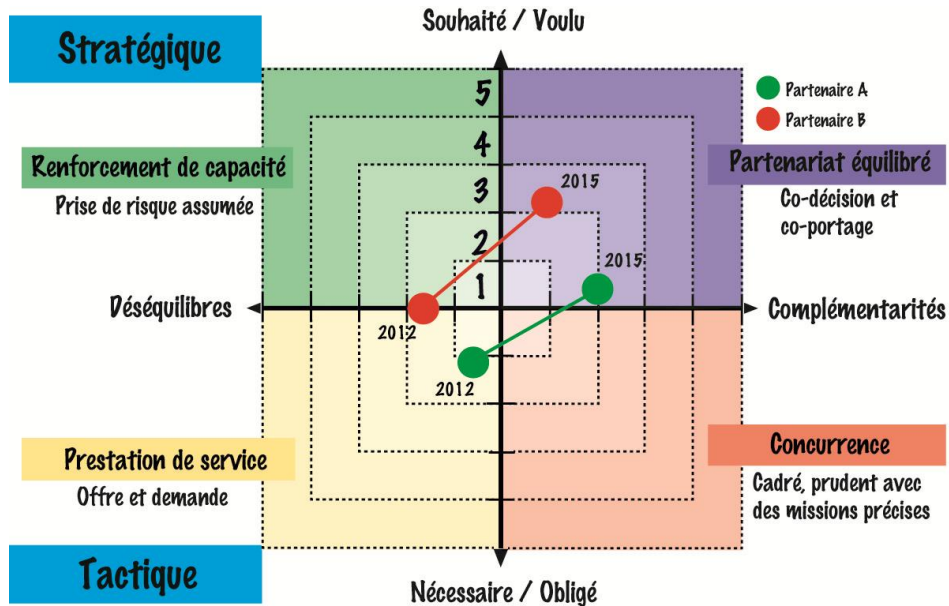 Souhaité / Voulu
Stratégique
5
4
3
2
1
Partenaire A
Partenaire B
Renforcement de capacité
Prise de risque assumée
Partenariat équilibré
Co-décision et
co-portage
2015
2015
Déséquilibres
Complémentarités
2012
2012
Prestation de service
Offre et demande
Concurrence
Cadré, prudent avec
des missions précises
Tactique
Nécessaire / Obligé